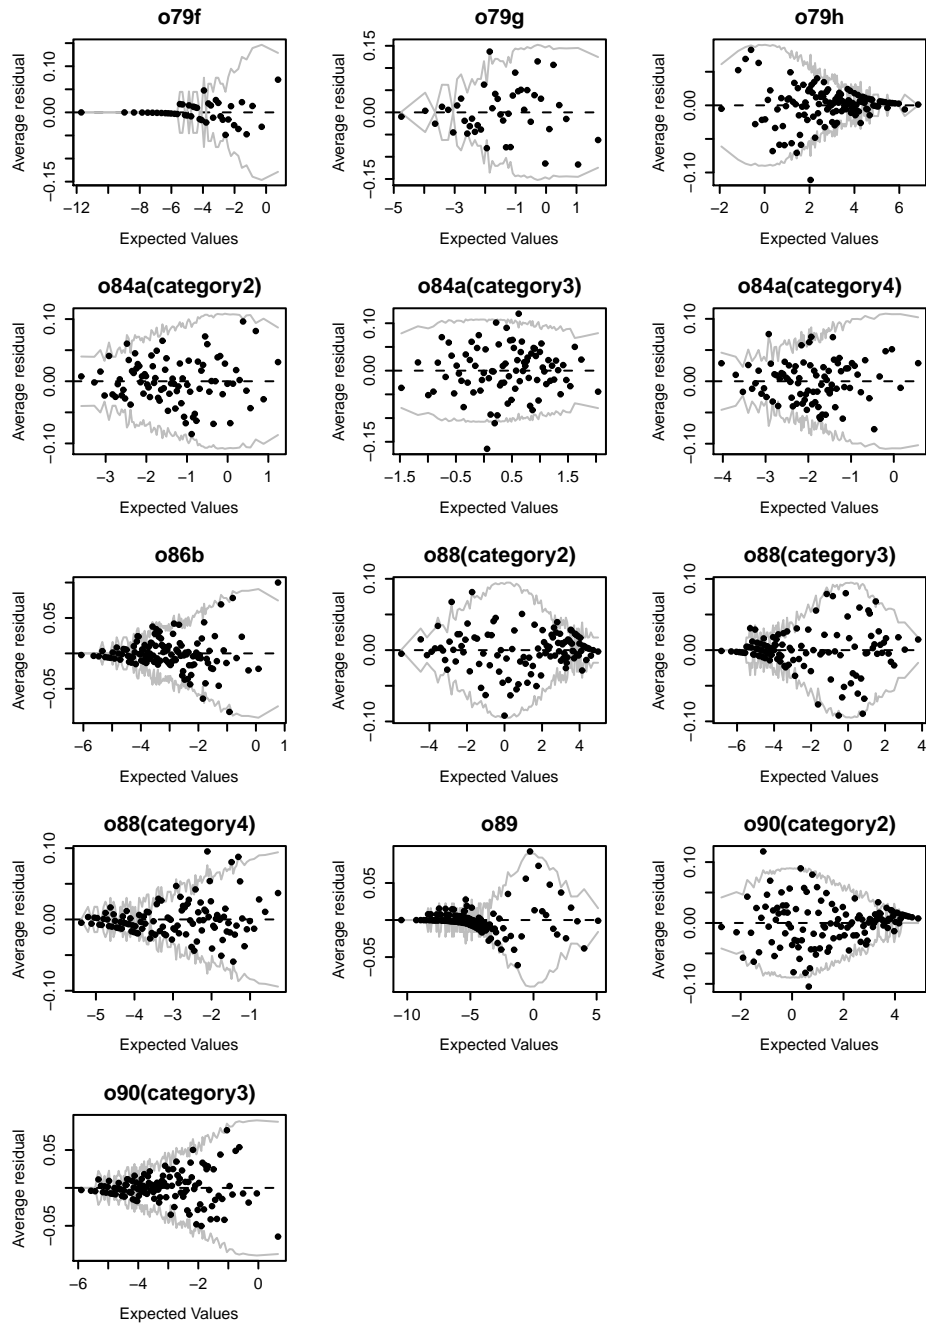 o79f
Average residual
−0.15 0.00 0.10
−12 −8 −6 −4 −2 0
Expected Values
o79g
Average residual
−0.15 0.00 0.15
−5 −3 −1 0 1
Expected Values
o79h
Average residual
−0.10 0.00
−2 0 2 4 6
Expected Values
o84a(category2)
Average residual
−0.10 0.00 0.10
−3 −2 −1 0 1
Expected Values
o84a(category3)
Average residual
−0.15 0.00 0.10
−1.5 −0.5 0.5 1.5
Expected Values
o84a(category4)
Average residual
−0.10 0.00 0.10
−4 −3 −2 −1 0
Expected Values
o86b
Average residual
−0.05 0.05
−6 −4 −2 0 1
Expected Values
o88(category2)
Average residual
−0.10 0.00 0.10
−4 −2 0 2 4
Expected Values
o88(category3)
Average residual
−0.10 0.00 0.10
−6 −4 −2 0 2 4
Expected Values
o88(category4)
Average residual
−0.10 0.00 0.10
−5 −4 −3 −2 −1
Expected Values
o89
Average residual
−0.05 0.05
−10 −5 0 5
Expected Values
o90(category2)
Average residual
−0.10 0.00 0.10
−2 0 2 4
Expected Values
o90(category3)
Average residual
−0.05 0.05
−6 −4 −2 0
Expected Values